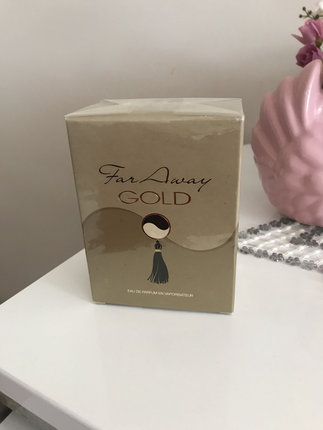 Far Away
GOLD
EAU DE PARFUM EN VAPORISATEUR